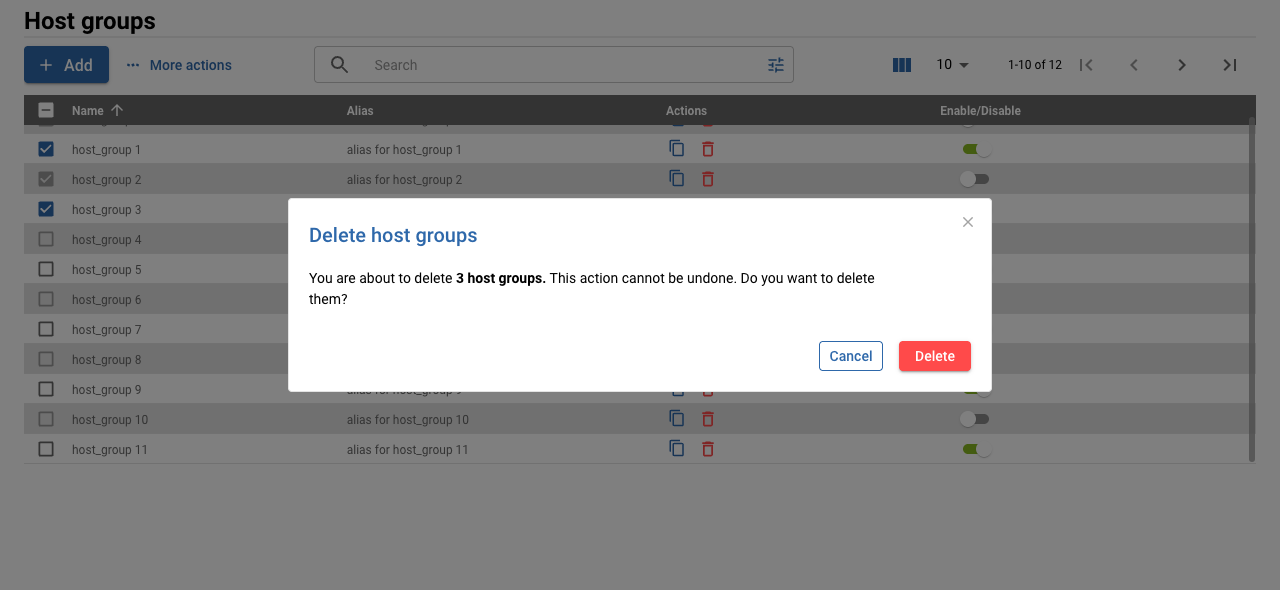 Host groups
Add
More actions
Search
10
1-10 of 12
Name
Alias
Actions
Enable/Disable
host_group 1
alias for host_group 1
host_group 2
alias for host_group 2
host_group 3
host_group 4
host_group 5
host_group 6
host_group 7
host_group 8
host_group 9
host_group 10
alias for host_group 10
host_group 11
alias for host_group 11
Delete host groups
You are about to delete 3 host groups. This action cannot be undone. Do you want to delete
them?
Cancel
Delete